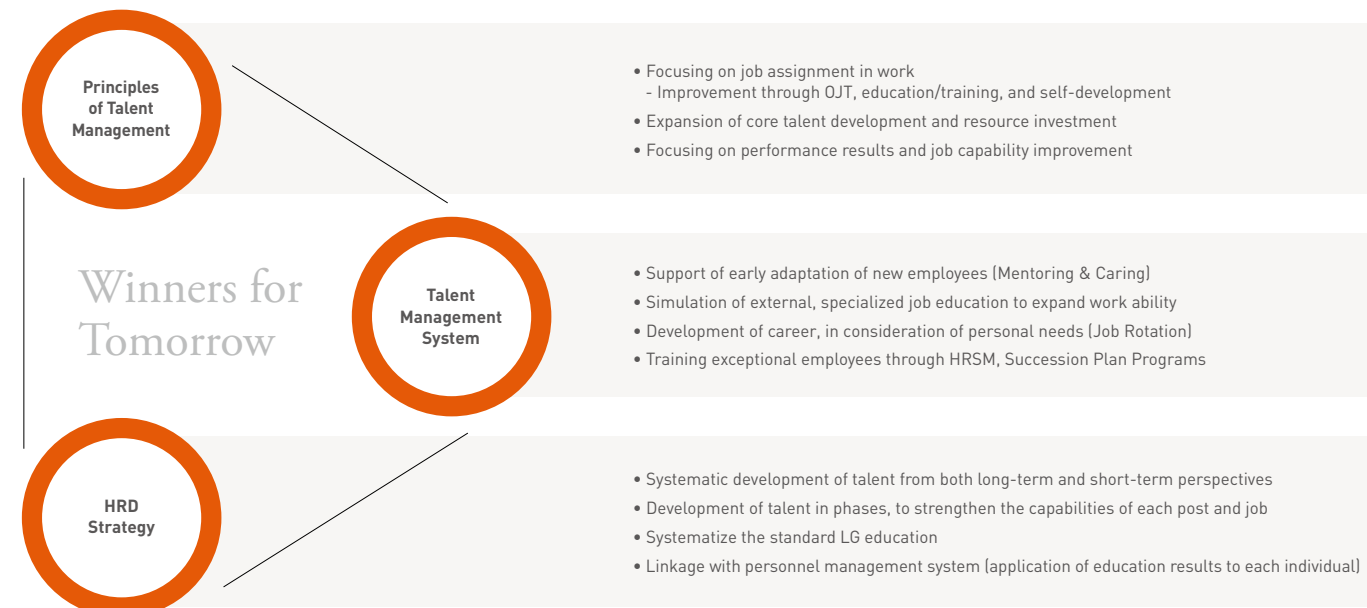 Principles
of Talent
Management
• Focusing on job assignment in work
- Improvement through OJT, education/training, and self-development
• Expansion of core talent development and resource investment
• Focusing on performance results and job capability improvement
Winners for
Tomorrow
Talent
Management
System
• Support of early adaptation of new employees (Mentoring & Caring)
• Simulation of external, specialized job education to expand work ability
• Development of career, in consideration of personal needs (Job Rotation)
• Training exceptional employees through HRSM, Succession Plan Programs
HRD
Strategy
• Systematic development of talent from both long-term and short-term perspectives
• Development of talent in phases, to strengthen the capabilities of each post and job
• Systematize the standard LG education
• Linkage with personnel management system (application of education results to each individual)